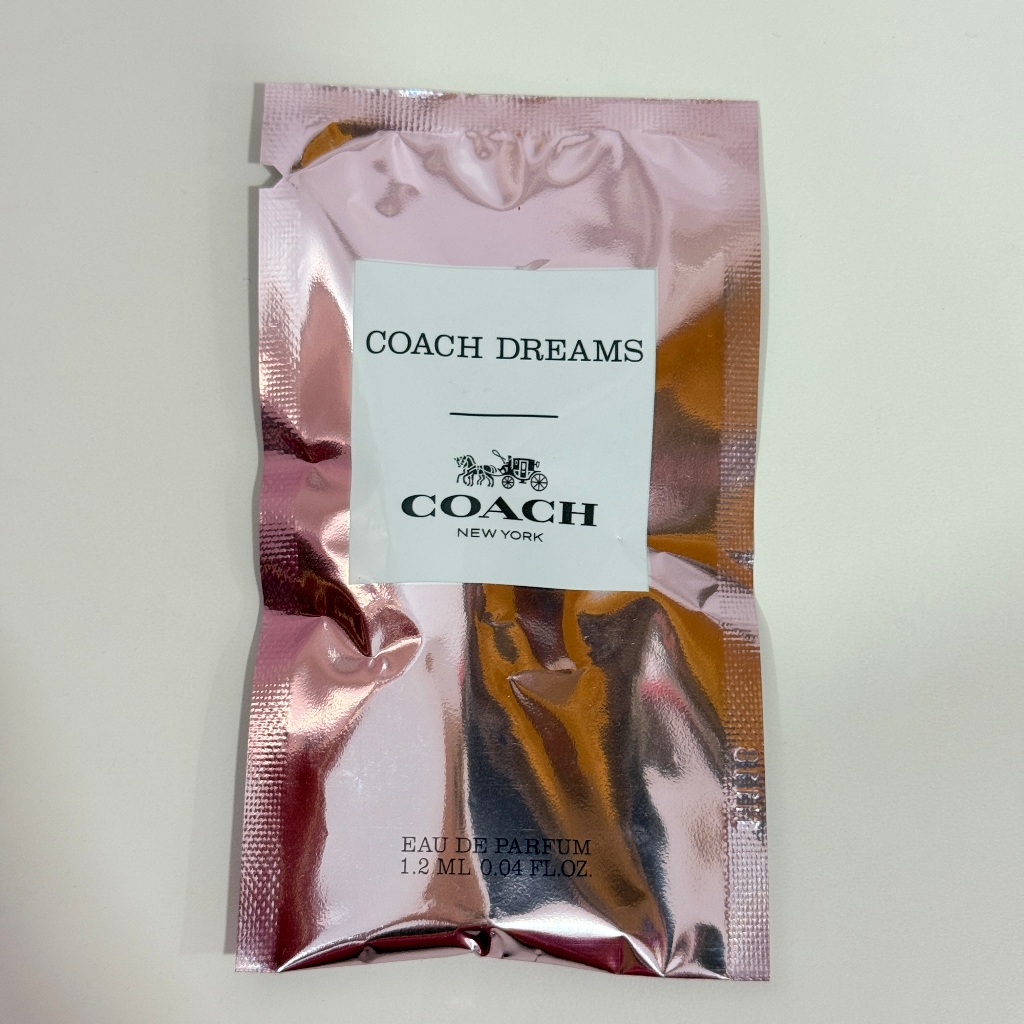 COACH DREAMS
COACH
NEW YORK
EAU DE PARFUM
1.2 ML 0.04 FL.OZ.